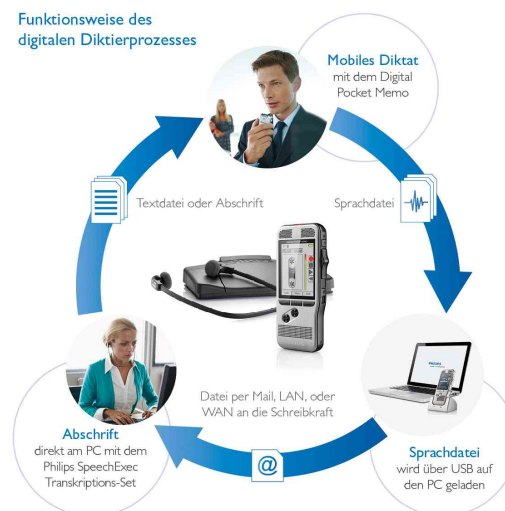 Funktionsweise des
digitalen Diktierprozesses
Mobiles Diktat
mit dem Digital
Pocket Memo
Textdatei oder Abschrift
Sprachdatei
Datei per Mail, LAN, oder
WAN an die Schreibkraft
@
Abschrift
direkt am PC mit dem
Philips SpeechExec
Transkriptions-Set
Sprachdatei
wird über USB auf
den PC geladen